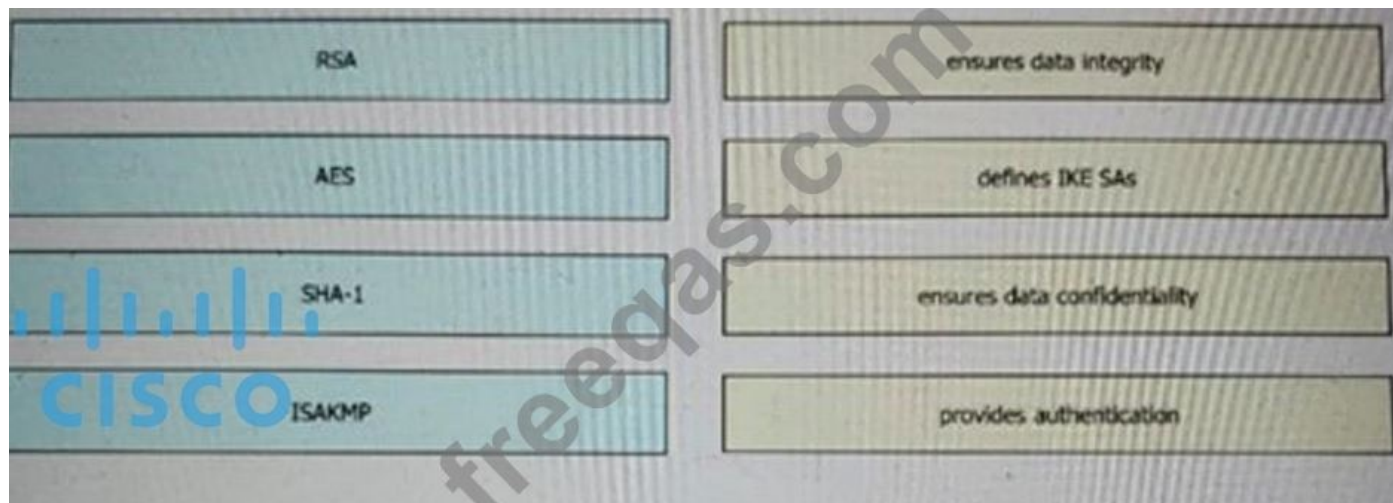 RSA
ensures data integrity
AES
defines IKE SAs
SHA-1
ensures data confidentiality
ISAKMP
provides authentication
CISCO
freeqas.com